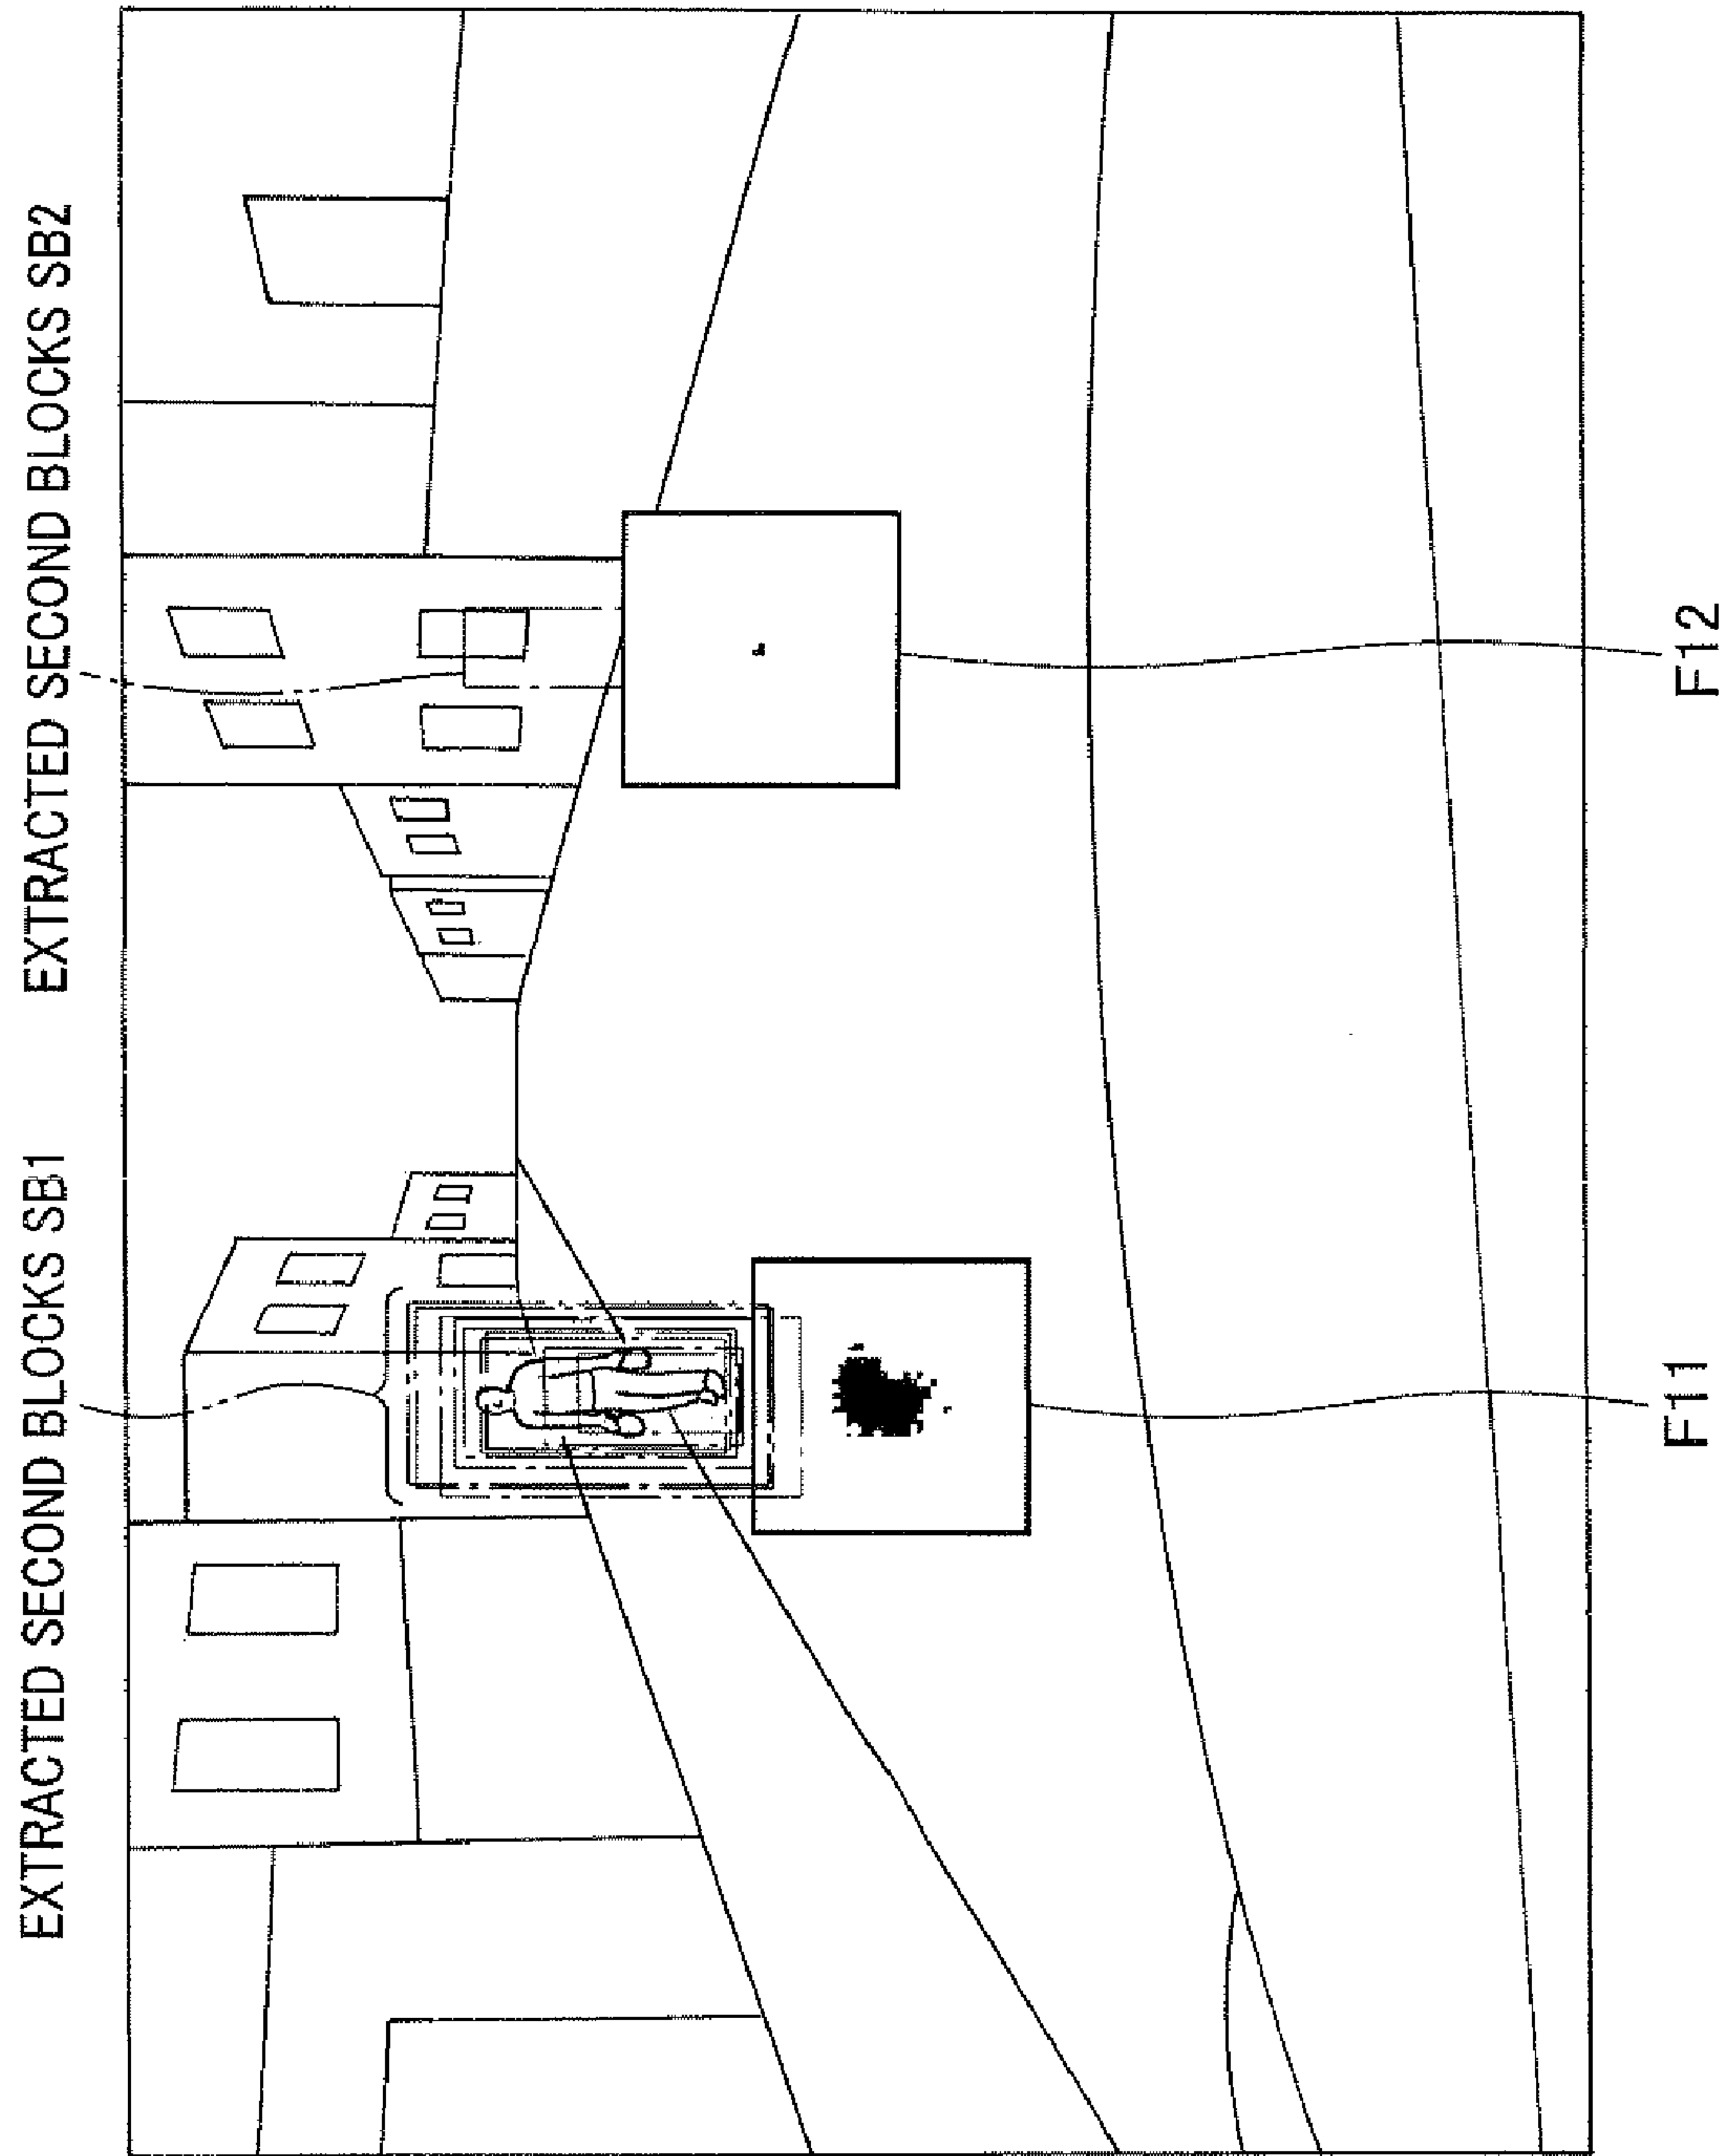 EXTRACTED SECOND BLOCKS SB1
EXTRACTED SECOND BLOCKS SB2
F11
F12